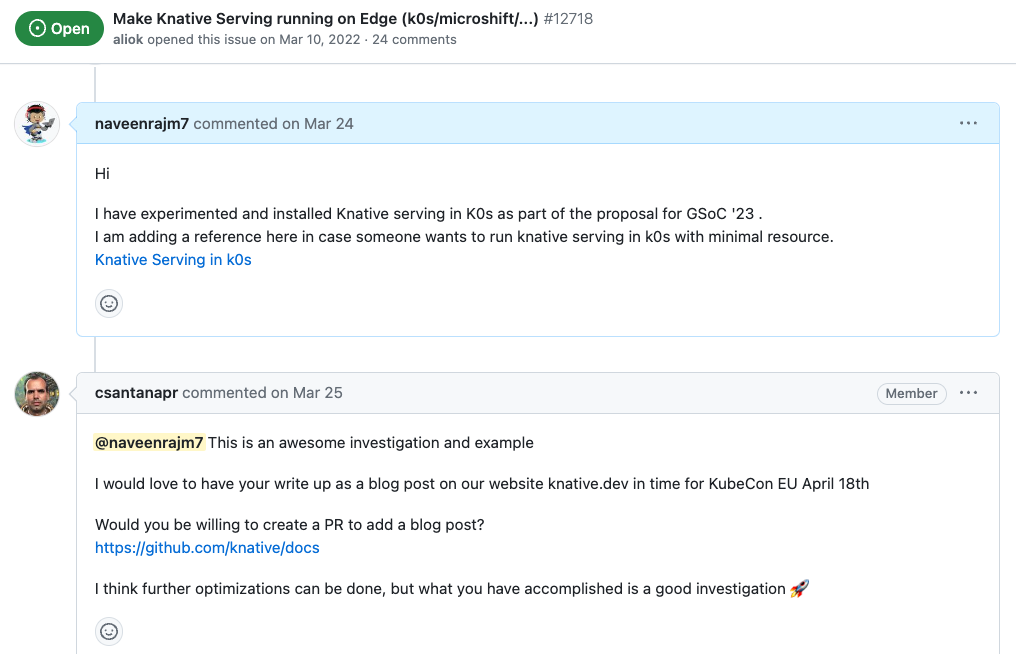 Open
Make Knative Serving running on Edge (k0s/microshift/...) #12718
aliok opened this issue on Mar 10, 2022 · 24 comments
naveenrajm7 commented on Mar 24
Hi
I have experimented and installed Knative serving in K0s as part of the proposal for GSoC '23 .
I am adding a reference here in case someone wants to run knative serving in k0s with minimal resource.
Knative Serving in k0s
csantanapr commented on Mar 25
Member
@naveenrajm7 This is an awesome investigation and example
I would love to have your write up as a blog post on our website knative.dev in time for KubeCon EU April 18th
Would you be willing to create a PR to add a blog post?
https://github.com/knative/docs
I think further optimizations can be done, but what you have accomplished is a good investigation 🚀